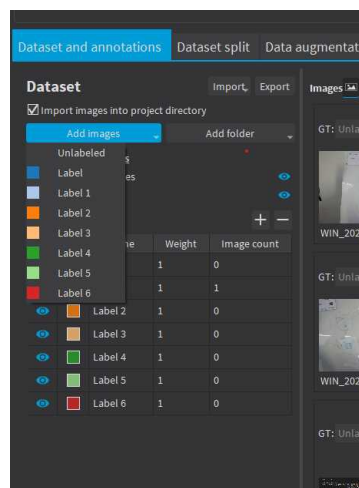 Dataset and annotations Dataset split Data augmentat
Dataset Import Export Images
Import images into project directory
Add images Add folder GT: Unla
Unlabeled
Label
Label 1
Label 2
Label 3
Label 4
Label 5
Label 6
WIN_202
Weight Image count
1 0
1 1
GT: Unla
Label 2 1 0
Label 3 1 0
Label 4 1 0
Label 5 1 0
WIN_202
Label 6 1 0
GT: Unla